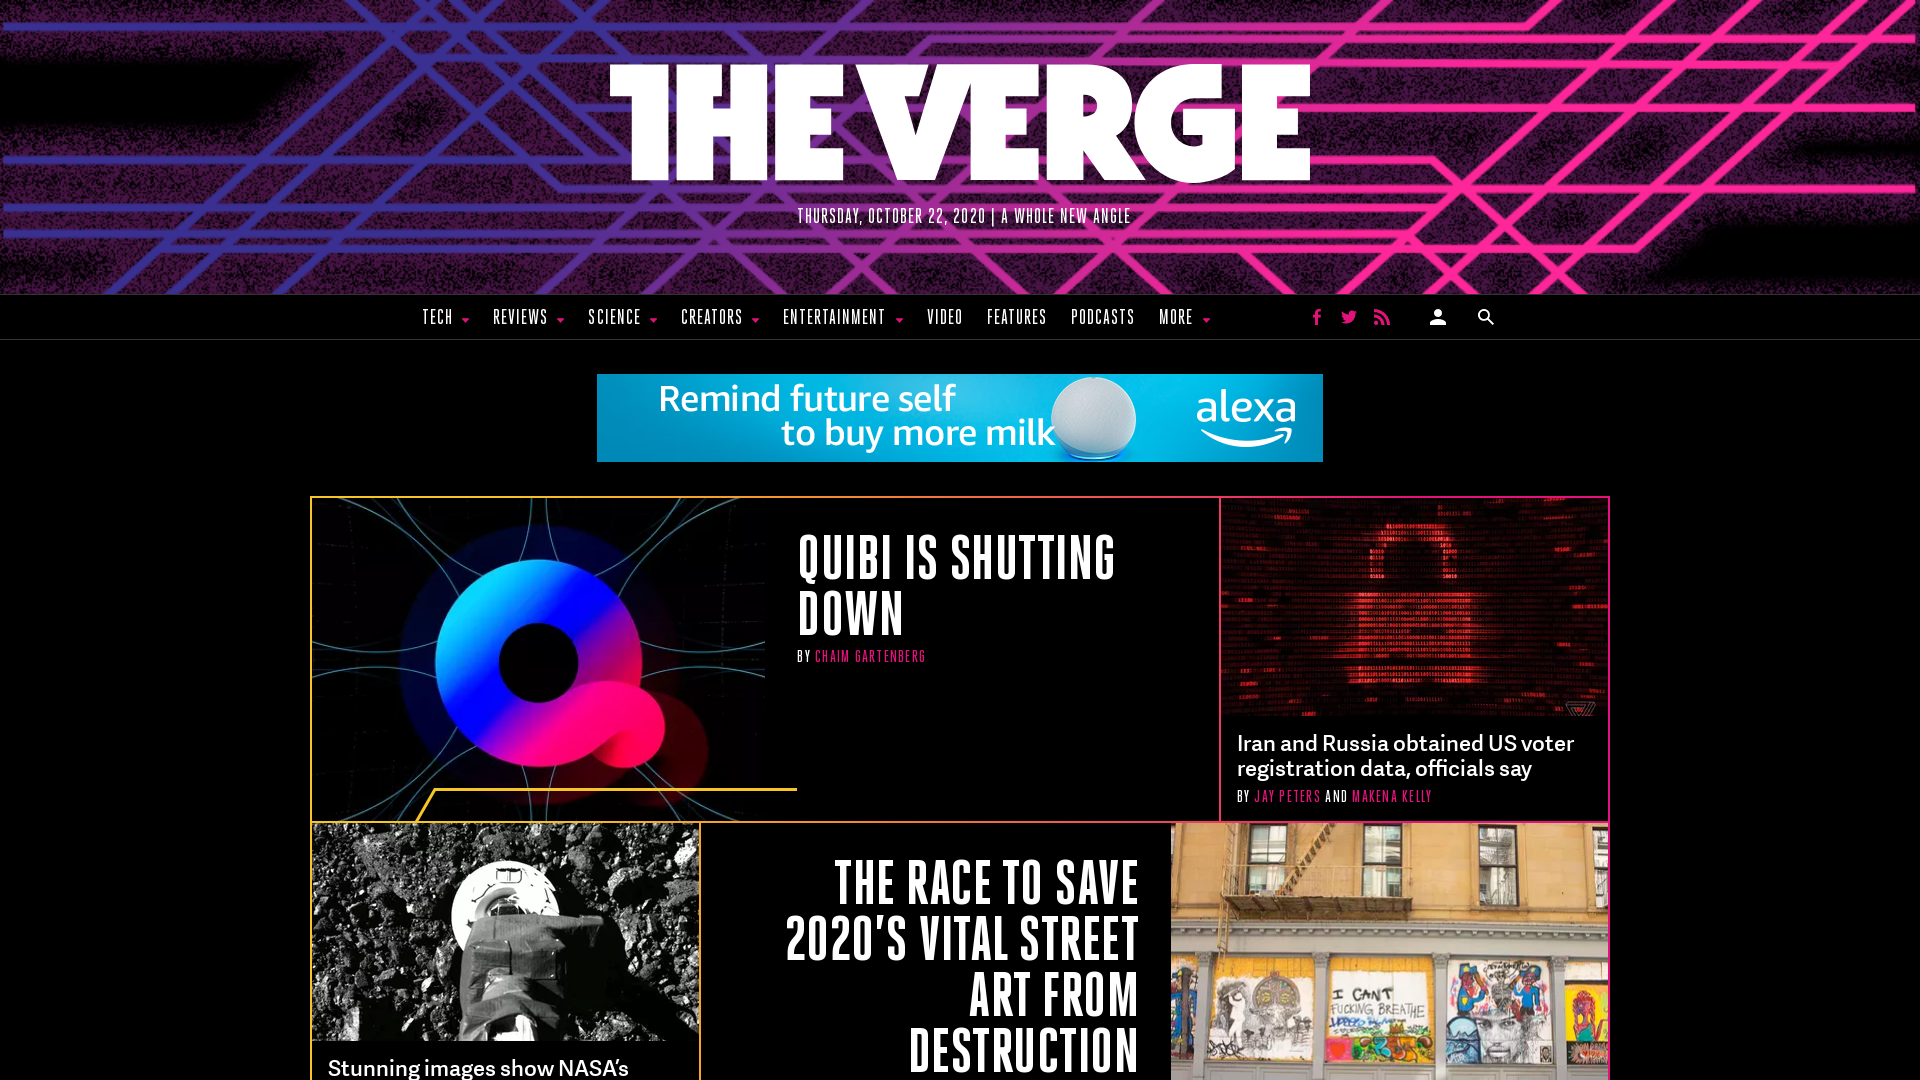 THE VERGE
THURSDAY, OCTOBER 22, 2020 | A WHOLE NEW ANGLE
TECH REVIEWS SCIENCE CREATORS ENTERTAINMENT VIDEO FEATURES PODCASTS MORE
Remind future self
to buy more milk
alexa
QUIBI IS SHUTTING
DOWN
BY CHAIM GARTENBERG
Iran and Russia obtained US voter
registration data, officials say
BY JAY PETERS AND MAKENA KELLY
THE RACE TO SAVE
2020'S VITAL STREET
ART FROM
DESTRUCTION
I CANT
FUCKING BREATHE
Stunning images show NASA's